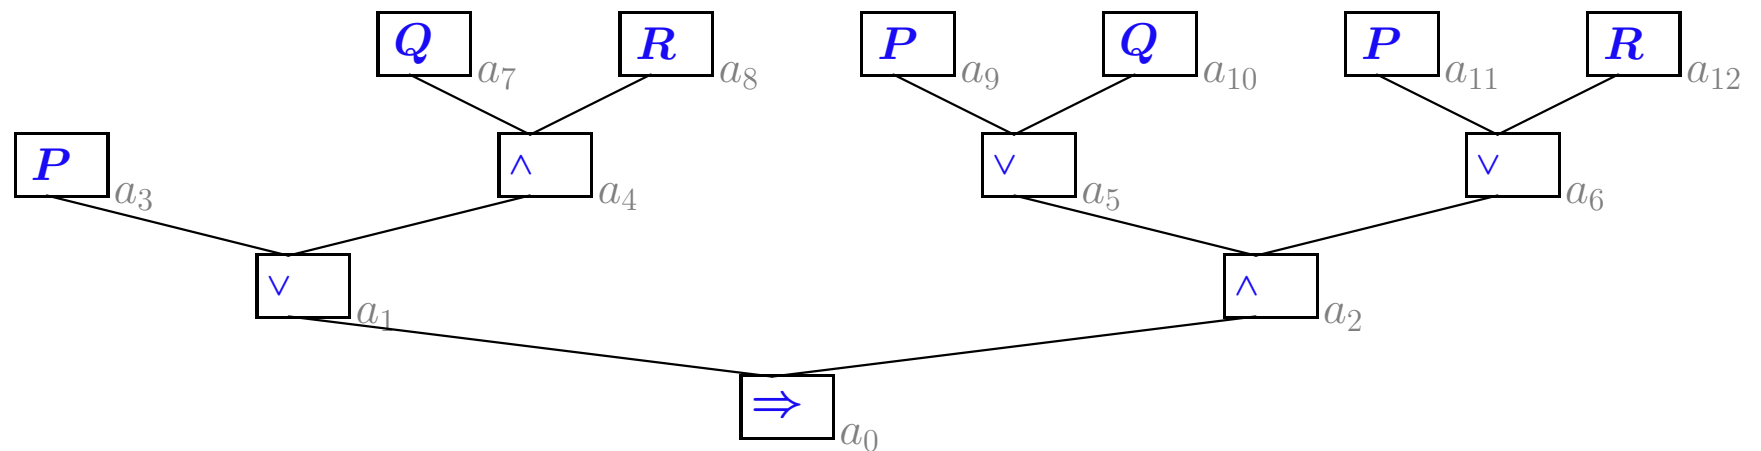 Q a₇ R a₈ P a₉ Q a₁₀ P a₁₁ R a₁₂
P a₃ ∧ a₄ ∨ a₅ ∨ a₆
∨ a₁ ∧ a₂
⇒ a₀